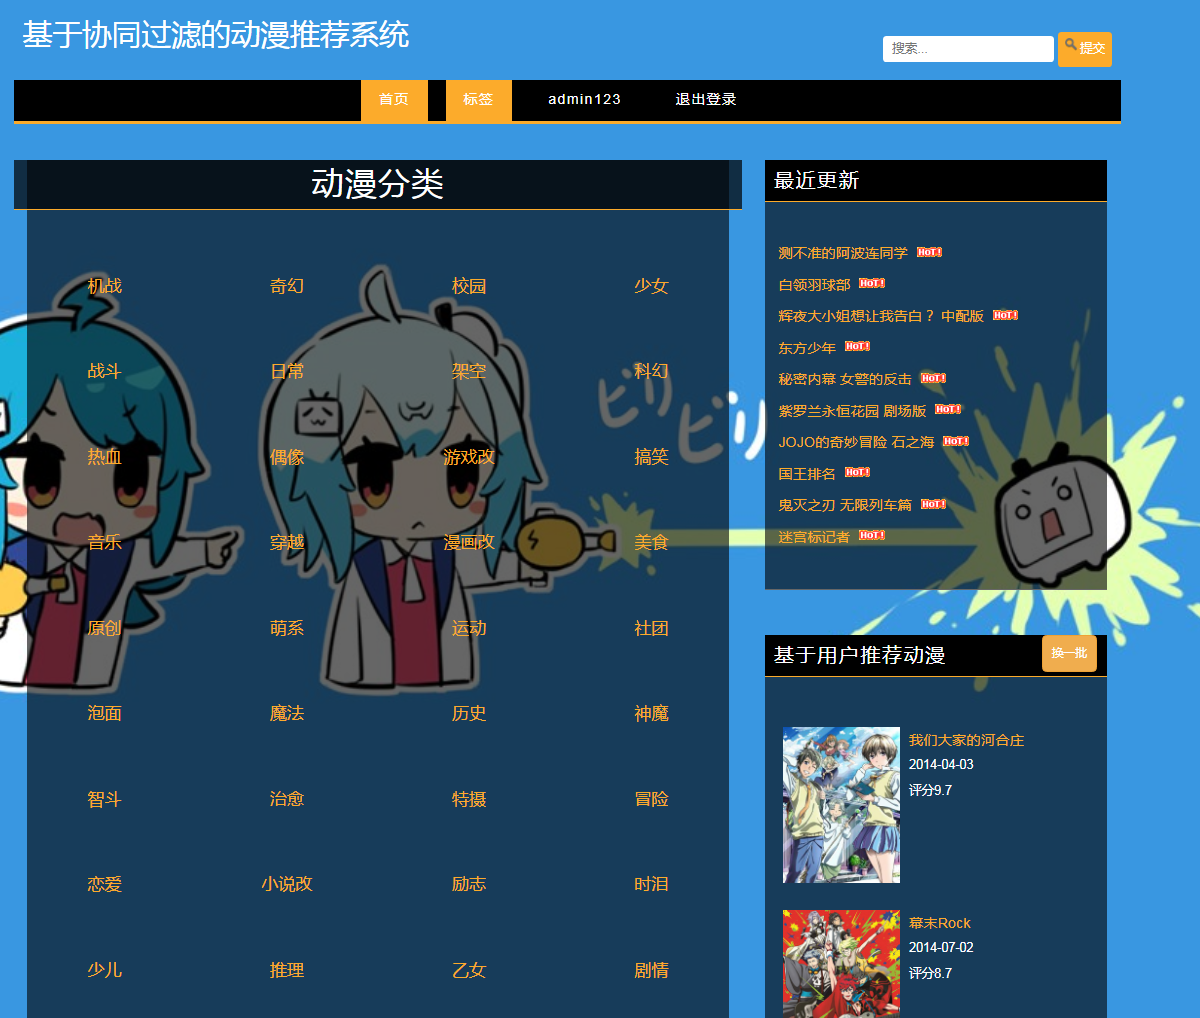 基于协同过滤的动漫推荐系统
搜索...
提交
首页 标签 admin123 退出登录
动漫分类
机战 奇幻 校园 少女
战斗 日常 架空 科幻
热血 偶像 游戏改 搞笑
音乐 穿越 漫画改 美食
原创 萌系 运动 社团
泡面 魔法 历史 神魔
智斗 治愈 特摄 冒险
恋爱 小说改 励志 时泪
少儿 推理 乙女 剧情
ビリ
ビリ
最近更新
测不准的阿波连同学 HOT!
白领羽球部 HOT!
辉夜大小姐想让我告白？ 中配版 HOT!
东方少年 HOT!
秘密内幕 女警的反击 HOT!
紫罗兰永恒花园 剧场版 HOT!
JOJO的奇妙冒险 石之海 HOT!
国王排名 HOT!
鬼灭之刃 无限列车篇 HOT!
迷宫标记者 HOT!
基于用户推荐动漫
换一批
我们大家的河合庄
2014-04-03
评分9.7
幕末Rock
2014-07-02
评分8.7